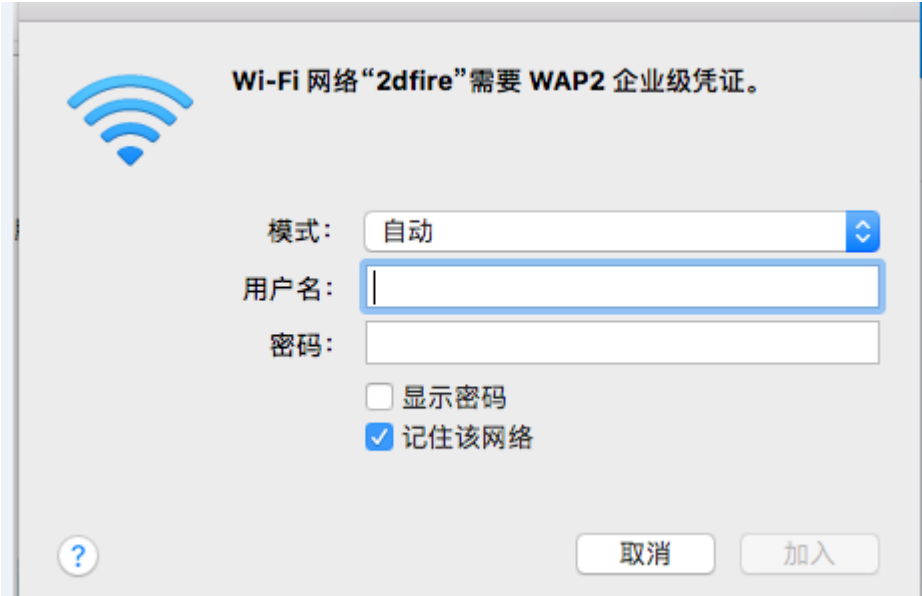 Wi-Fi 网络“2dfire”需要 WAP2 企业级凭证。
模式： 自动
用户名：
密码：
显示密码
记住该网络
? 取消 加入